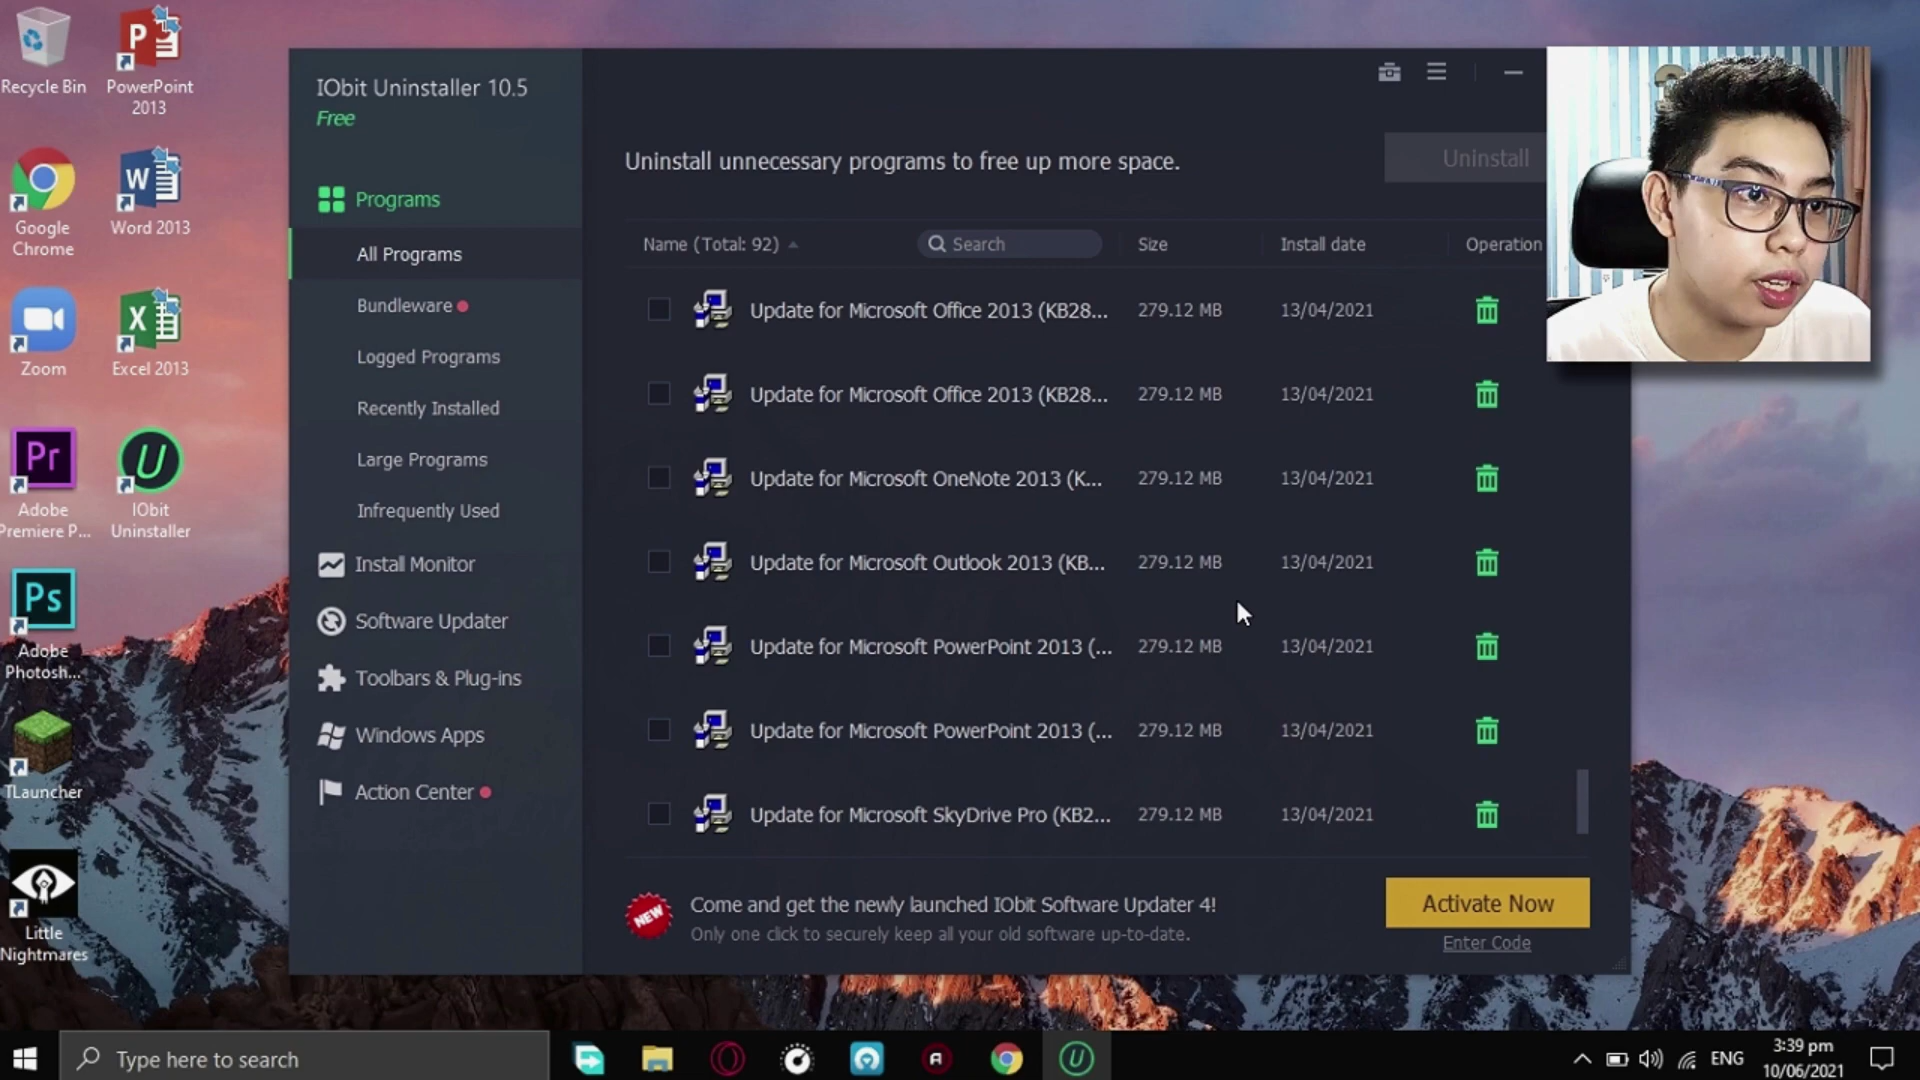 Recycle Bin
PowerPoint
2013
Google
Chrome
Word 2013
Zoom
Excel 2013
Pr
Adobe
Premiere P...
IObit
Uninstaller
Ps
Adobe
Photosh...
TLauncher
Little
Nightmares
IObit Uninstaller 10.5
Free
Programs
All Programs
Bundleware
Logged Programs
Recently Installed
Large Programs
Infrequently Used
Install Monitor
Software Updater
Toolbars & Plug-ins
Windows Apps
Action Center
Uninstall unnecessary programs to free up more space.
Uninstall
Name (Total: 92) Search Size Install date Operation
Update for Microsoft Office 2013 (KB28... 279.12 MB 13/04/2021
Update for Microsoft Office 2013 (KB28... 279.12 MB 13/04/2021
Update for Microsoft OneNote 2013 (K... 279.12 MB 13/04/2021
Update for Microsoft Outlook 2013 (KB... 279.12 MB 13/04/2021
Update for Microsoft PowerPoint 2013 (... 279.12 MB 13/04/2021
Update for Microsoft PowerPoint 2013 (... 279.12 MB 13/04/2021
Update for Microsoft SkyDrive Pro (KB2... 279.12 MB 13/04/2021
NEW
Come and get the newly launched IObit Software Updater 4!
Only one click to securely keep all your old software up-to-date.
Activate Now
Enter Code
Type here to search
ENG
3:39 pm
10/06/2021